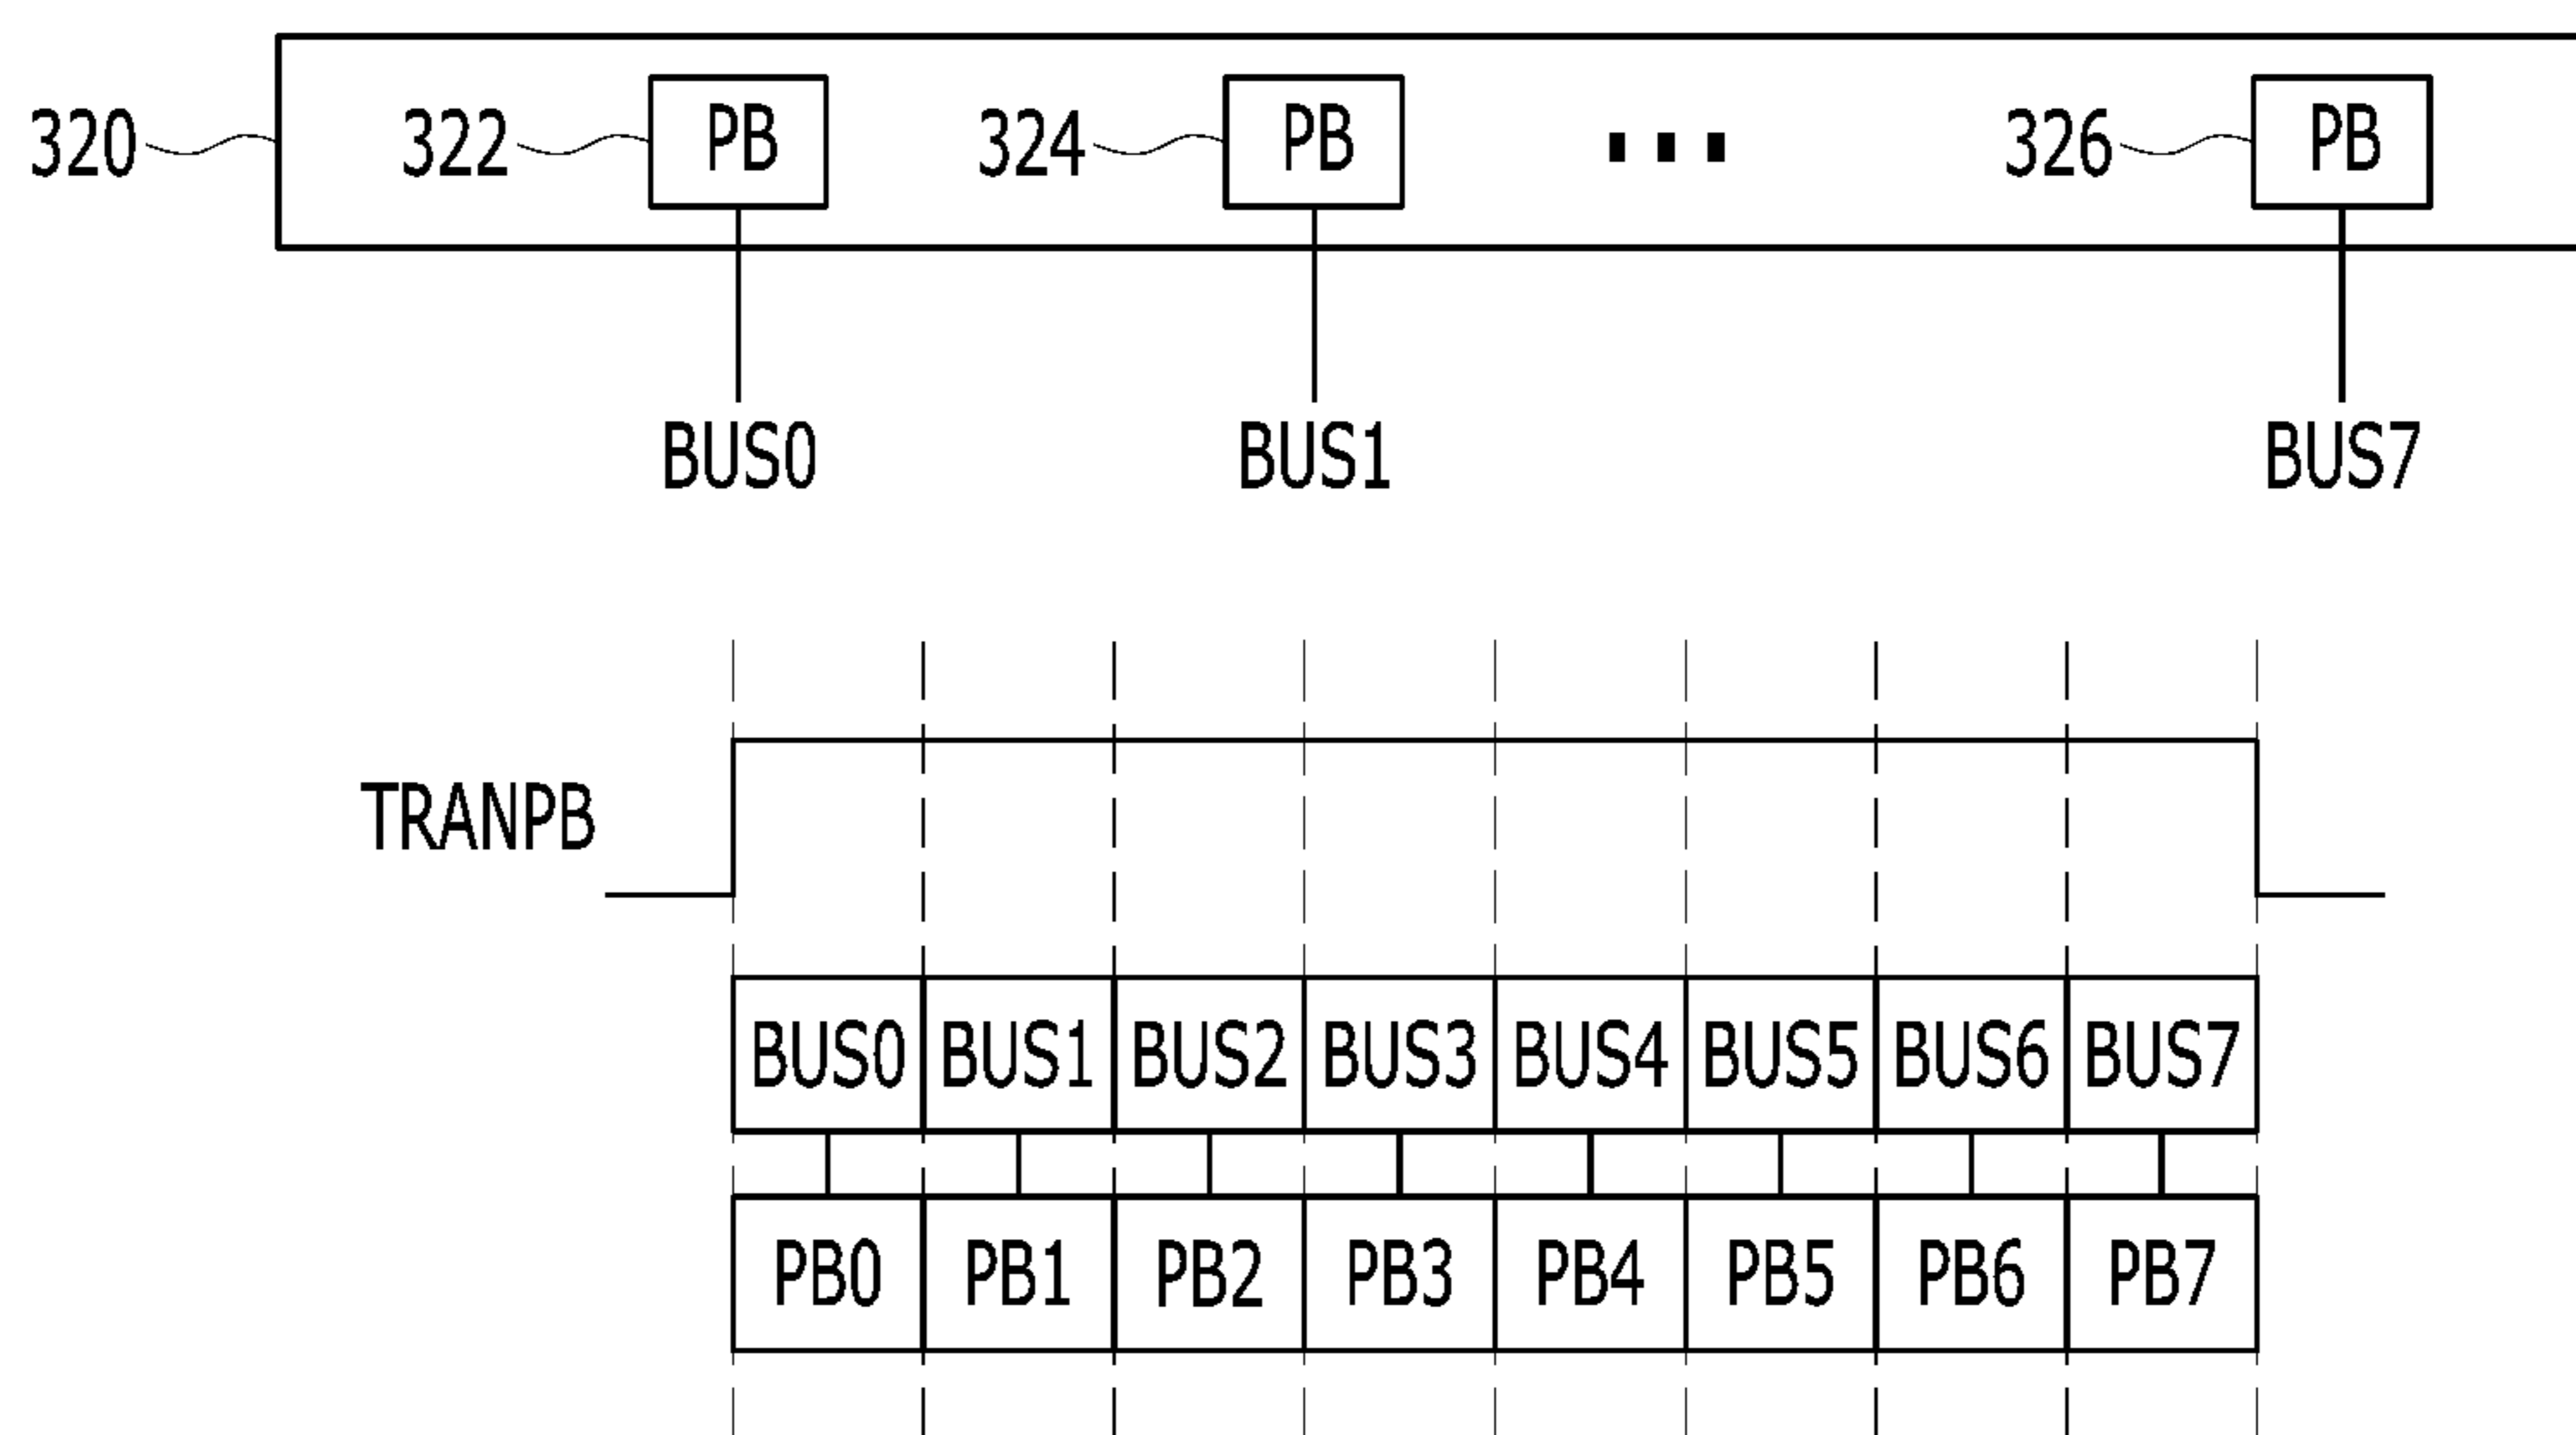 320 322 PB 324 PB ... 326 PB
BUS0 BUS1 BUS7
TRANPB
BUS0 BUS1 BUS2 BUS3 BUS4 BUS5 BUS6 BUS7
PB0 PB1 PB2 PB3 PB4 PB5 PB6 PB7